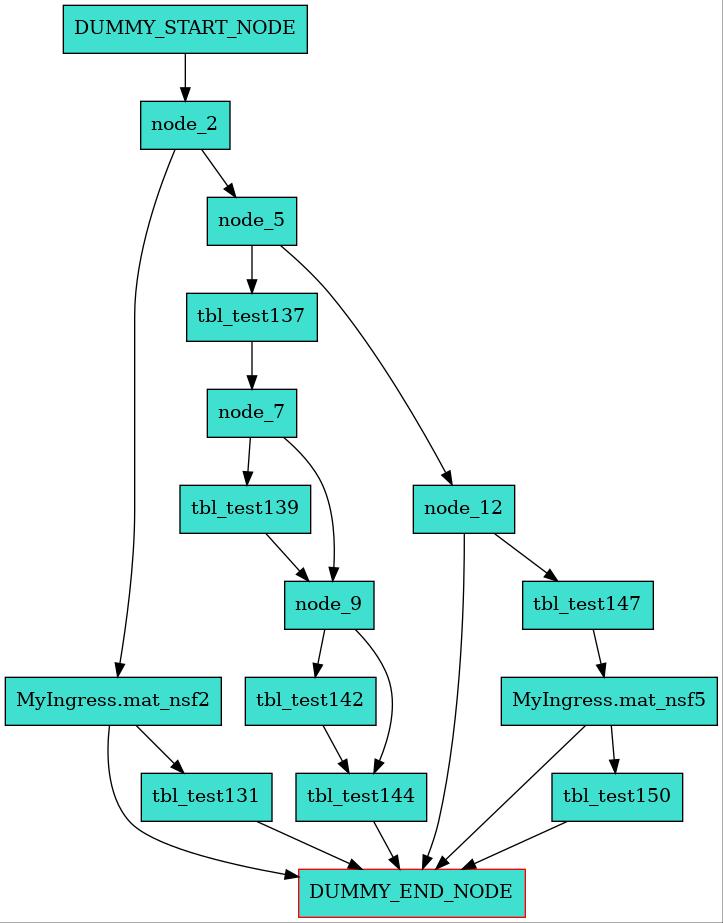 DUMMY_START_NODE
node_2
node_5
tbl_test137
node_7
tbl_test139
node_12
node_9
tbl_test147
MyIngress.mat_nsf2
tbl_test142
MyIngress.mat_nsf5
tbl_test131
tbl_test144
tbl_test150
DUMMY_END_NODE